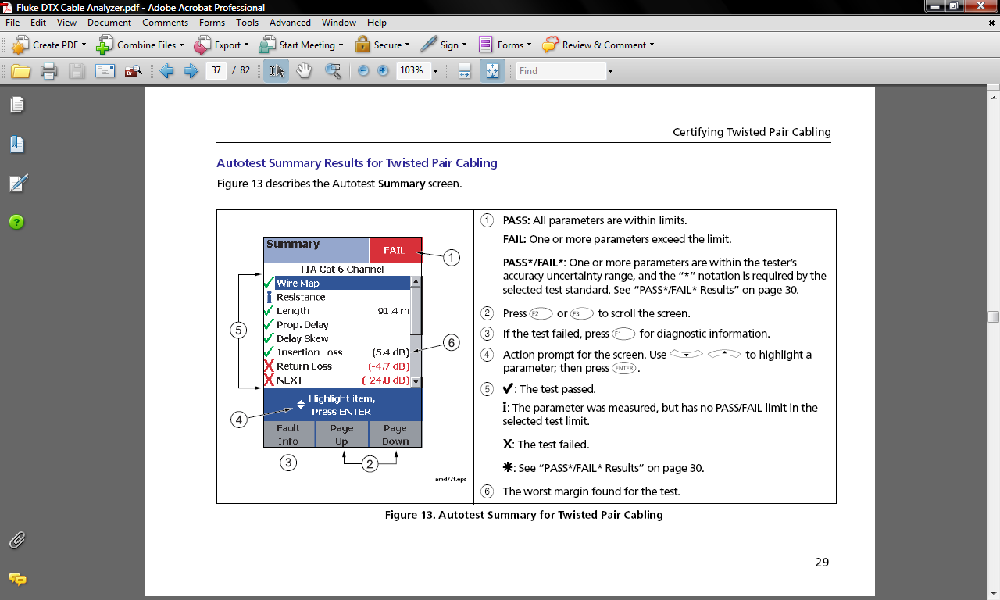 Fluke DTX Cable Analyzer.pdf - Adobe Acrobat Professional
File Edit View Document Comments Forms Tools Advanced Window Help
Create PDF Combine Files Export Start Meeting Secure Sign Forms Review & Comment
Br 37 / 82 103% Find
Certifying Twisted Pair Cabling
Autotest Summary Results for Twisted Pair Cabling
Figure 13 describes the Autotest Summary screen.
Summary FAIL
TIA Cat 6 Channel
Wire Map
i Resistance
Length 91.4 m
Prop. Delay
Delay Skew
Insertion Loss (5.4 dB)
X Return Loss (-4.7 dB)
X NEXT (-24.8 dB)
Highlight item,
Press ENTER
Fault Info
Page Up
Page Down
1
5
6
4
3
2
amd77f.eps
1 PASS: All parameters are within limits.
FAIL: One or more parameters exceed the limit.
PASS*/FAIL*: One or more parameters are within the tester's
accuracy uncertainty range, and the "*" notation is required by the
selected test standard. See "PASS*/FAIL* Results" on page 30.
2 Press F2 or F3 to scroll the screen.
3 If the test failed, press F1 for diagnostic information.
4 Action prompt for the screen. Use to highlight a
parameter; then press ENTER.
5 ✔: The test passed.
i: The parameter was measured, but has no PASS/FAIL limit in the
selected test limit.
X: The test failed.
✱: See "PASS*/FAIL* Results" on page 30.
6 The worst margin found for the test.
Figure 13. Autotest Summary for Twisted Pair Cabling
29